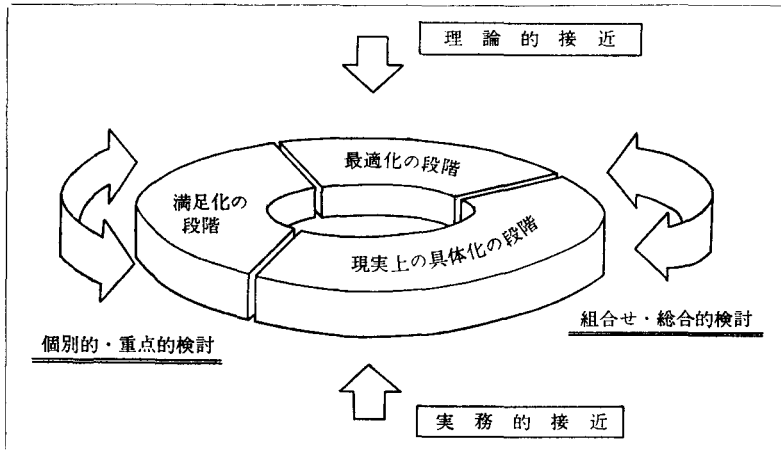 理論的接近
最適化の段階
満足化の
段階
現実上の具体化の段階
組合せ・総合的検討
個別的・重点的検討
実務的接近